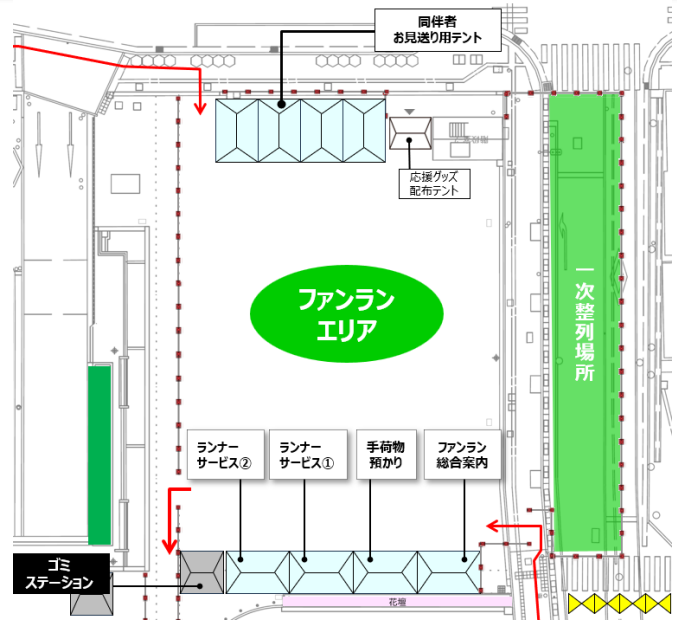 同伴者
お見送り用テント
応援グッズ
配布テント
ファンラン
エリア
一次整列場所
ランナー
サービス②
ランナー
サービス①
手荷物
預かり
ファンラン
総合案内
ゴミ
ステーション
花壇